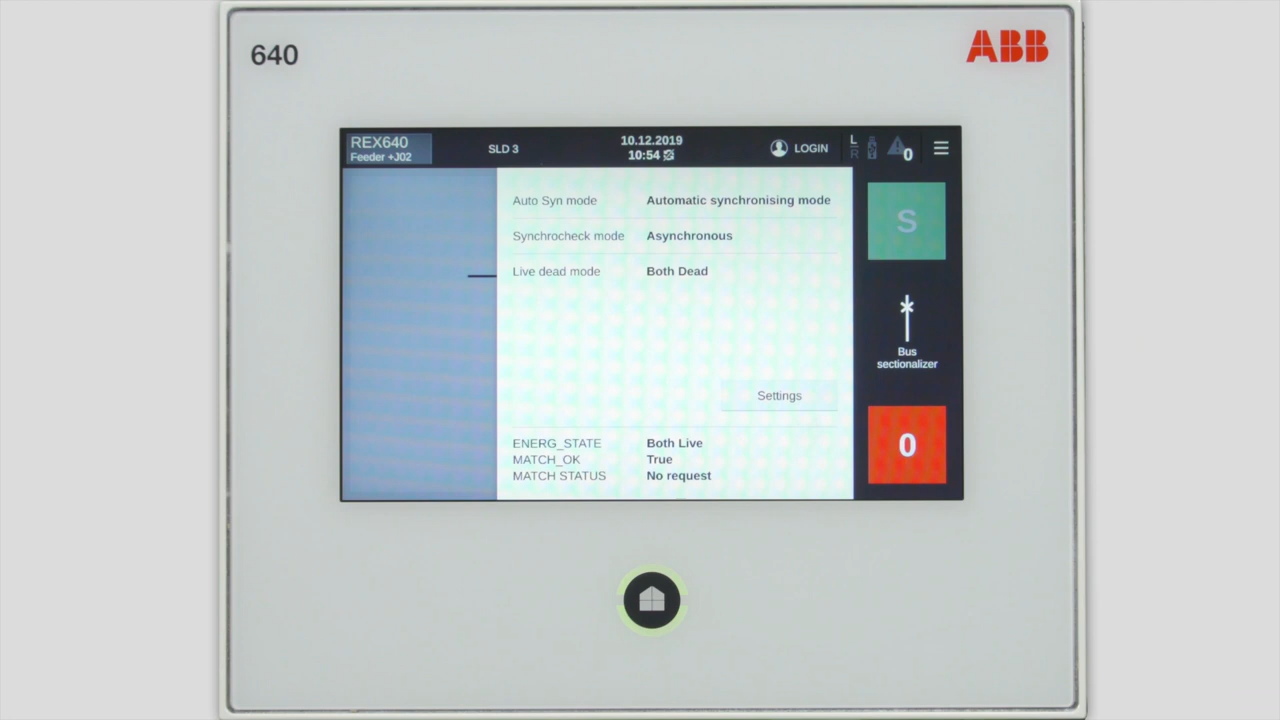 640
ABB
REX640
Feeder +J02
SLD 3
10.12.2019
10:54
LOGIN
L
R
0
S
Auto Syn mode Automatic synchronising mode
Synchrocheck mode Asynchronous
Live dead mode Both Dead
Bus
sectionalizer
Settings
0
ENERG_STATE Both Live
MATCH_OK True
MATCH STATUS No request